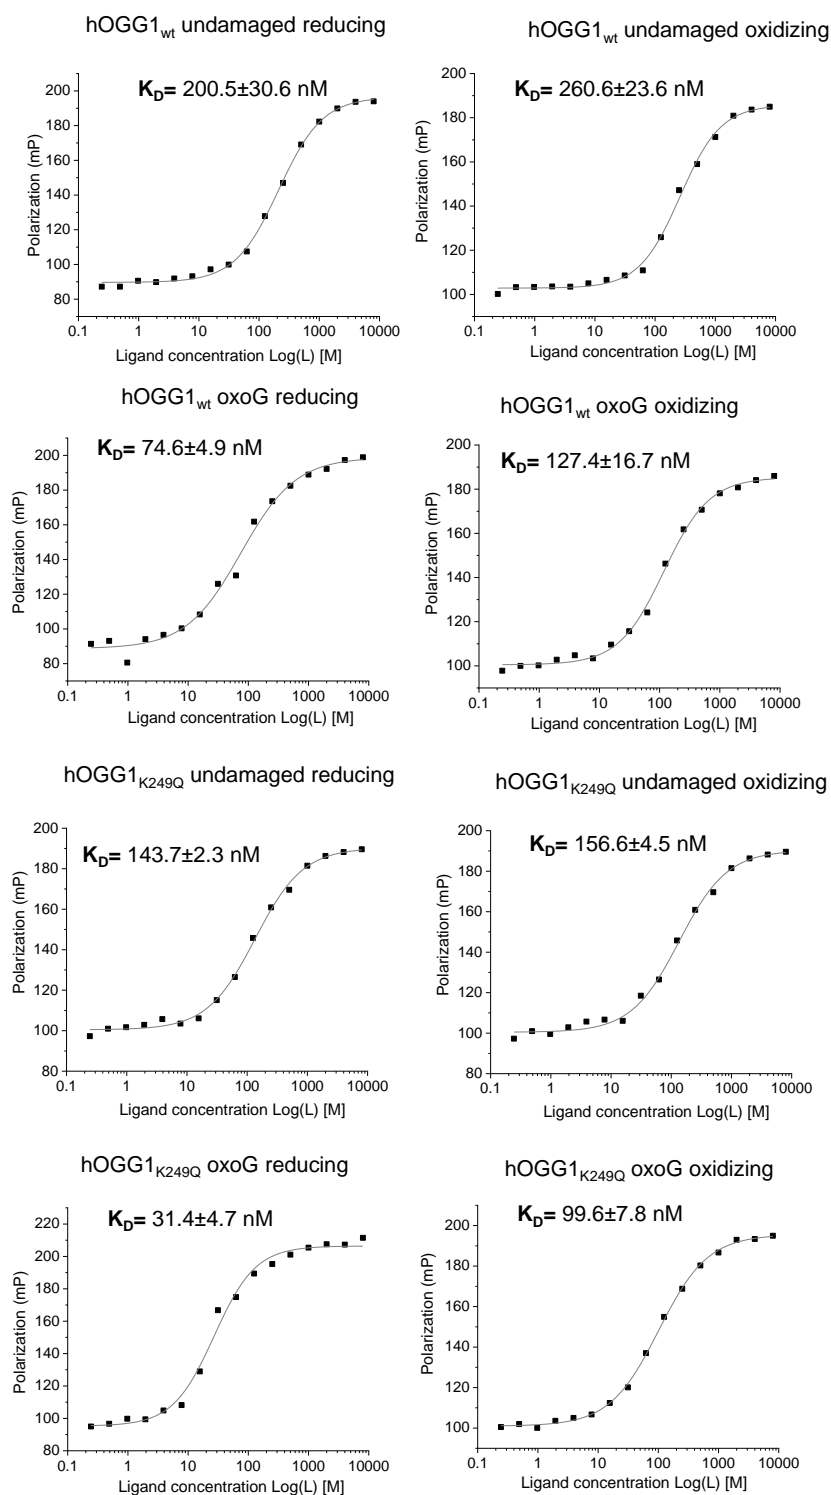 hOGG1wt undamaged reducing
KD= 200.5±30.6 nM
Polarization (mP)
200
180
160
140
120
100
80
0.1 1 10 100 1000 10000
Ligand concentration Log(L) [M]
hOGG1wt undamaged oxidizing
KD= 260.6±23.6 nM
Polarization (mP)
200
180
160
140
120
100
0.1 1 10 100 1000 10000
Ligand concentration Log(L) [M]
hOGG1wt oxoG reducing
KD= 74.6±4.9 nM
Polarization (mP)
200
180
160
140
120
100
80
0.1 1 10 100 1000 10000
Ligand concentration Log(L) [M]
hOGG1wt oxoG oxidizing
KD= 127.4±16.7 nM
Polarization (mP)
200
180
160
140
120
100
0.1 1 10 100 1000 10000
Ligand concentration Log(L) [M]
hOGG1K249Q undamaged reducing
KD= 143.7±2.3 nM
Polarization (mP)
200
180
160
140
120
100
80
0.1 1 10 100 1000 10000
Ligand concentration Log(L) [M]
hOGG1K249Q undamaged oxidizing
KD= 156.6±4.5 nM
Polarization (mP)
200
180
160
140
120
100
80
0.1 1 10 100 1000 10000
Ligand concentration Log(L) [M]
hOGG1K249Q oxoG reducing
KD= 31.4±4.7 nM
Polarization (mP)
220
200
180
160
140
120
100
80
0.1 1 10 100 1000 10000
Ligand concentration Log(L) [M]
hOGG1K249Q oxoG oxidizing
KD= 99.6±7.8 nM
Polarization (mP)
200
180
160
140
120
100
0.1 1 10 100 1000 10000
Ligand concentration Log(L) [M]